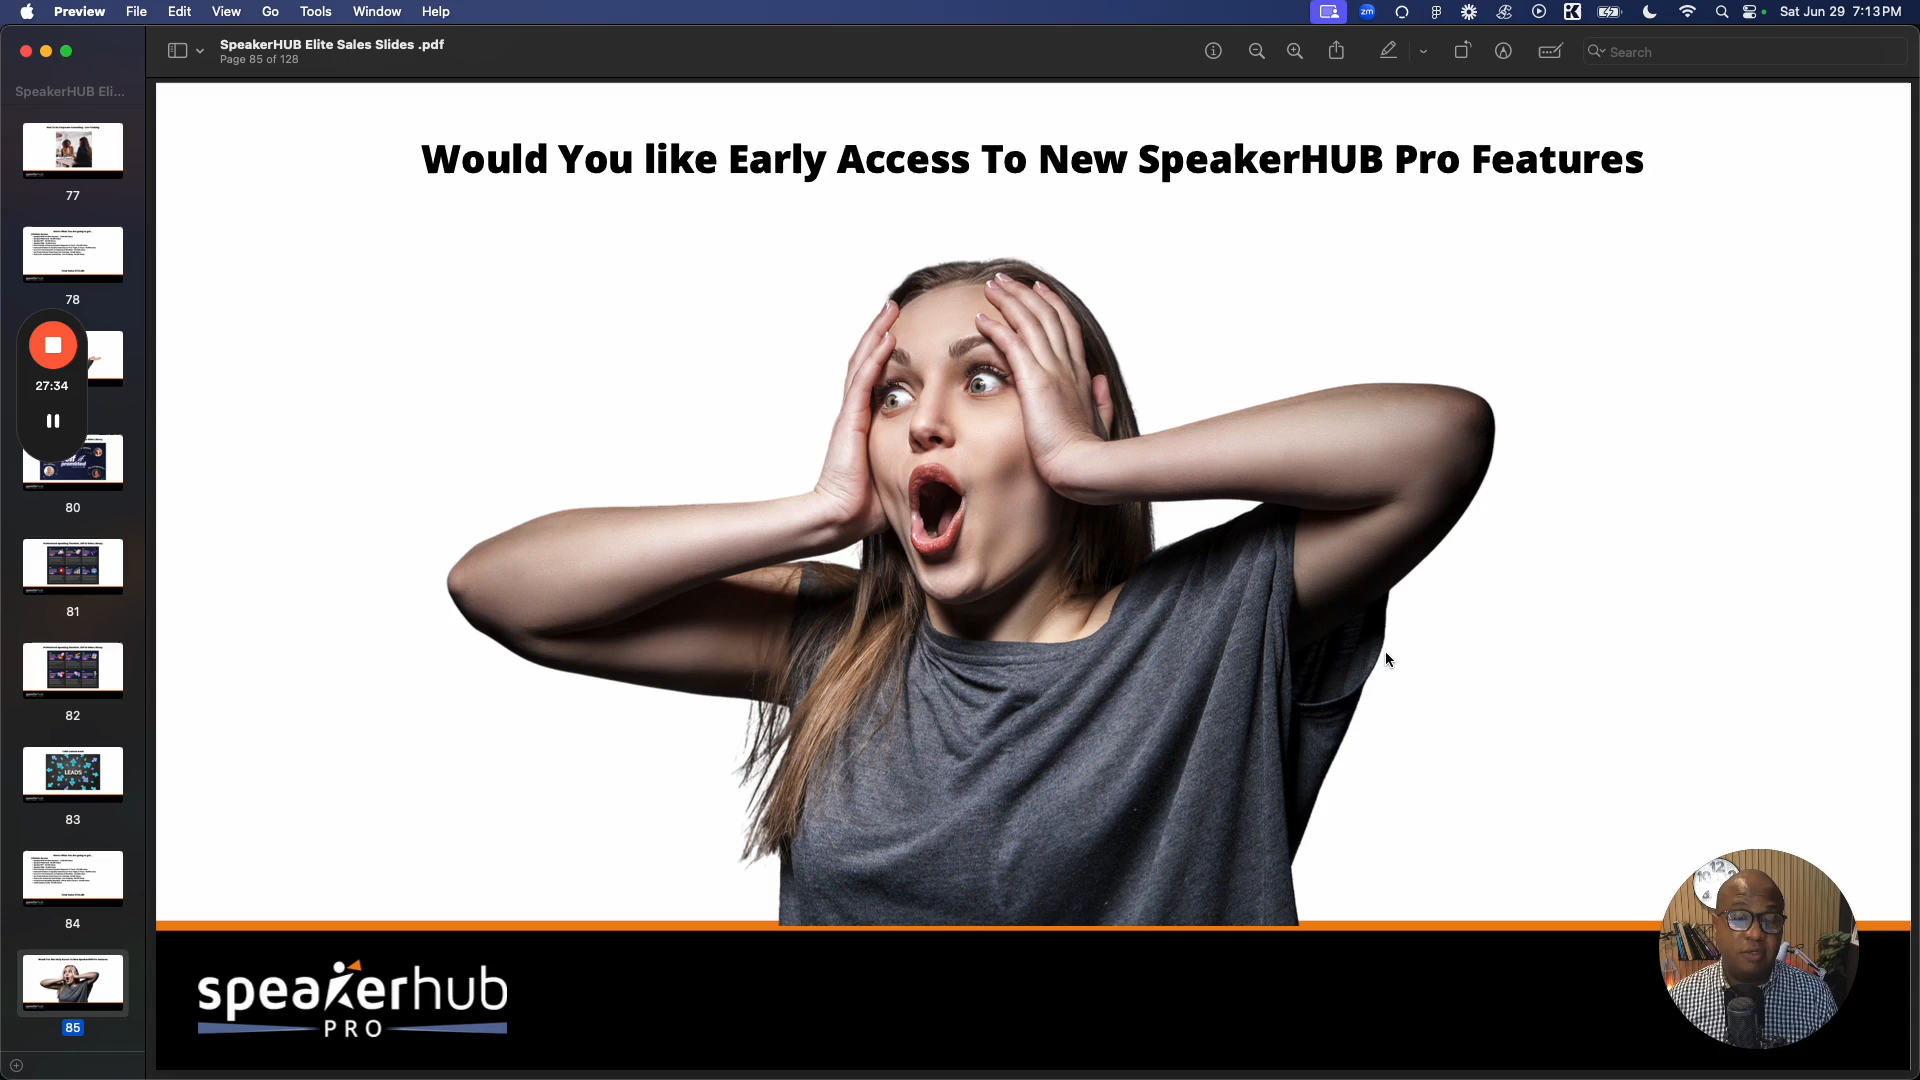 Preview File Edit View Go Tools Window Help
zm
Sat Jun 29 7:13PM
SpeakerHUB Elite Sales Slides .pdf
Page 85 of 128
Search
SpeakerHUB Eli...
77
78
27:34
80
81
82
LEADS
83
84
85
Would You like Early Access To New SpeakerHUB Pro Features
speakerhub
PRO